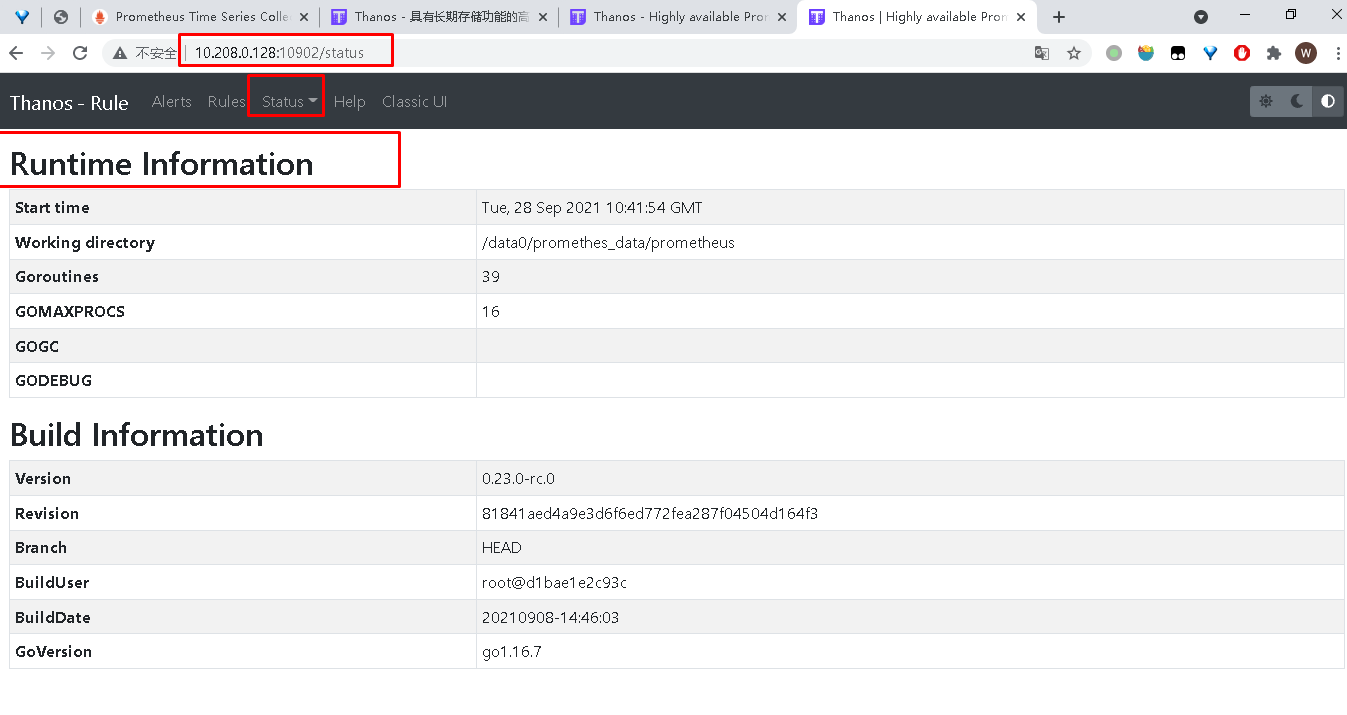 Prometheus Time Series Colle
Thanos - 具有长期存储功能的高
Thanos - Highly available Pro
Thanos | Highly available Pron
不安全 | 10.208.0.128:10902/status
W
Thanos - Rule Alerts Rules Status Help Classic UI
Runtime Information
Start time Tue, 28 Sep 2021 10:41:54 GMT
Working directory /data0/promethes_data/prometheus
Goroutines 39
GOMAXPROCS 16
GOGC
GODEBUG
Build Information
Version 0.23.0-rc.0
Revision 81841aed4a9e3d6f6ed772fea287f04504d164f3
Branch HEAD
BuildUser root@d1bae1e2c93c
BuildDate 20210908-14:46:03
GoVersion go1.16.7